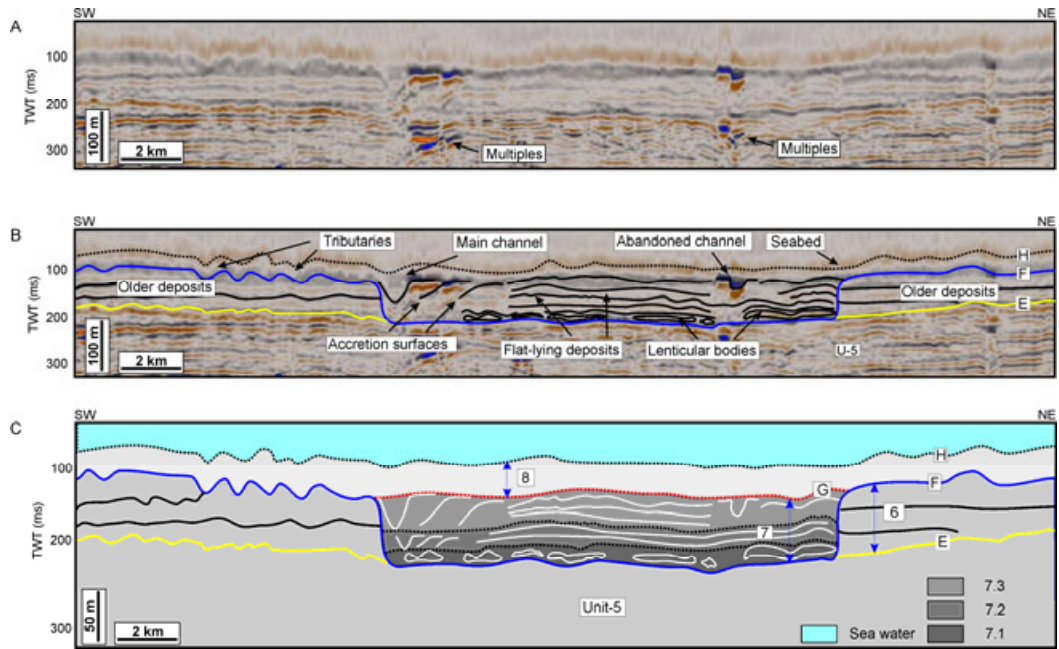 SW NE
A
100
TWT (ms)
200
300
100 m
2 km
Multiples
Multiples
SW NE
B
Tributaries Main channel Abandoned channel Seabed
H
F
100
TWT (ms)
Older deposits Older deposits
E
200
Accretion surfaces Flat-lying deposits Lenticular bodies
U-5
300
100 m
2 km
SW NE
C
H
100
8
F
G
6
TWT (ms)
7
200
E
7.3
Unit-5
7.2
300
50 m
2 km
Sea water
7.1